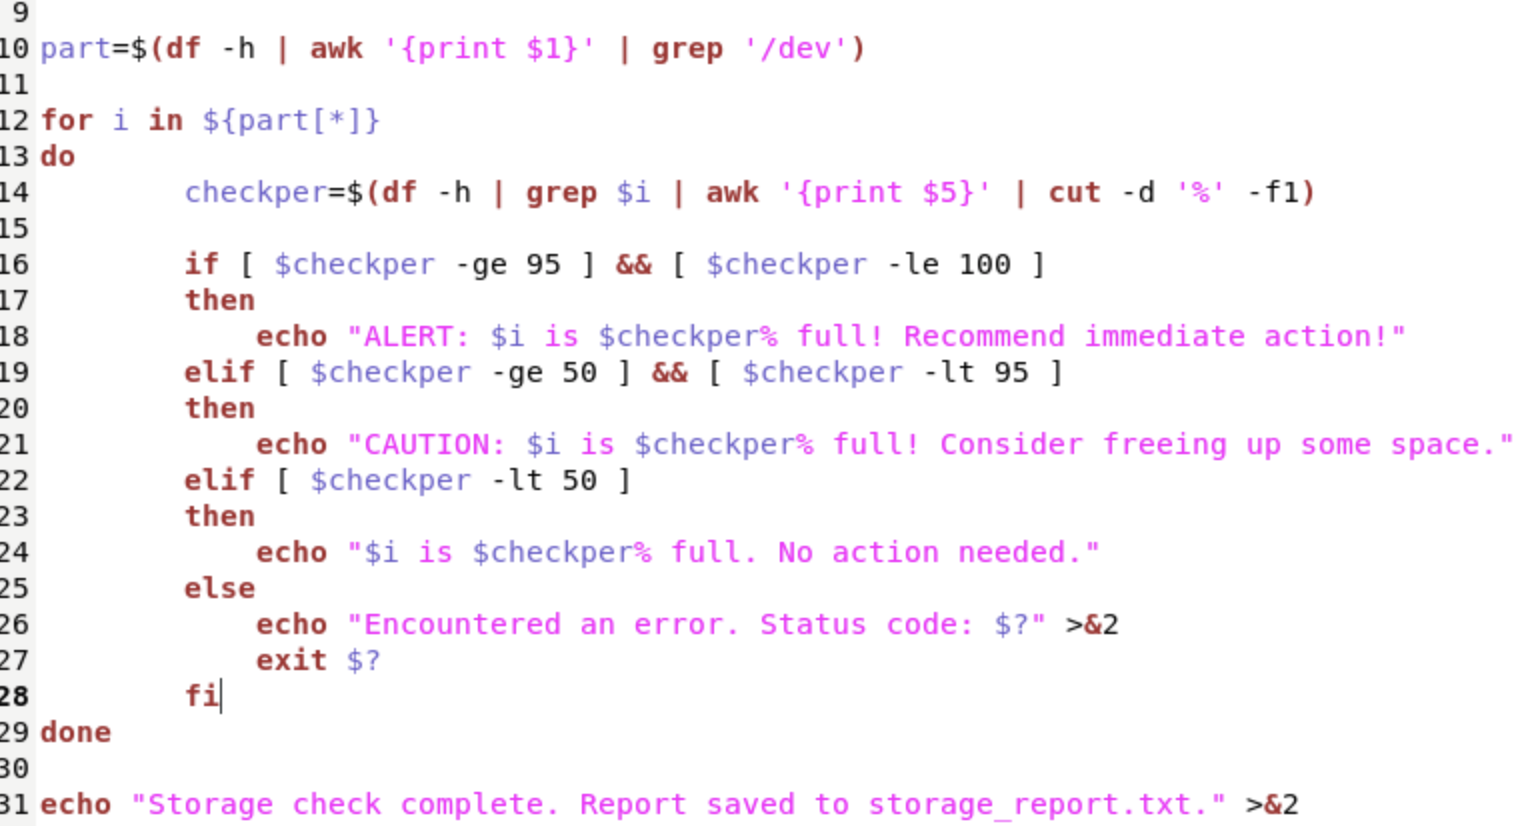 9
10 part=$(df -h | awk '{print $1}' | grep '/dev')
11
12 for i in ${part[*]}
13 do
14         checkper=$(df -h | grep $i | awk '{print $5}' | cut -d '%' -f1)
15
16         if [ $checkper -ge 95 ] && [ $checkper -le 100 ]
17         then
18             echo "ALERT: $i is $checkper% full! Recommend immediate action!"
19         elif [ $checkper -ge 50 ] && [ $checkper -lt 95 ]
20         then
21             echo "CAUTION: $i is $checkper% full! Consider freeing up some space."
22         elif [ $checkper -lt 50 ]
23         then
24             echo "$i is $checkper% full. No action needed."
25         else
26             echo "Encountered an error. Status code: $?" >&2
27             exit $?
28         fi
29 done
30
31 echo "Storage check complete. Report saved to storage_report.txt." >&2